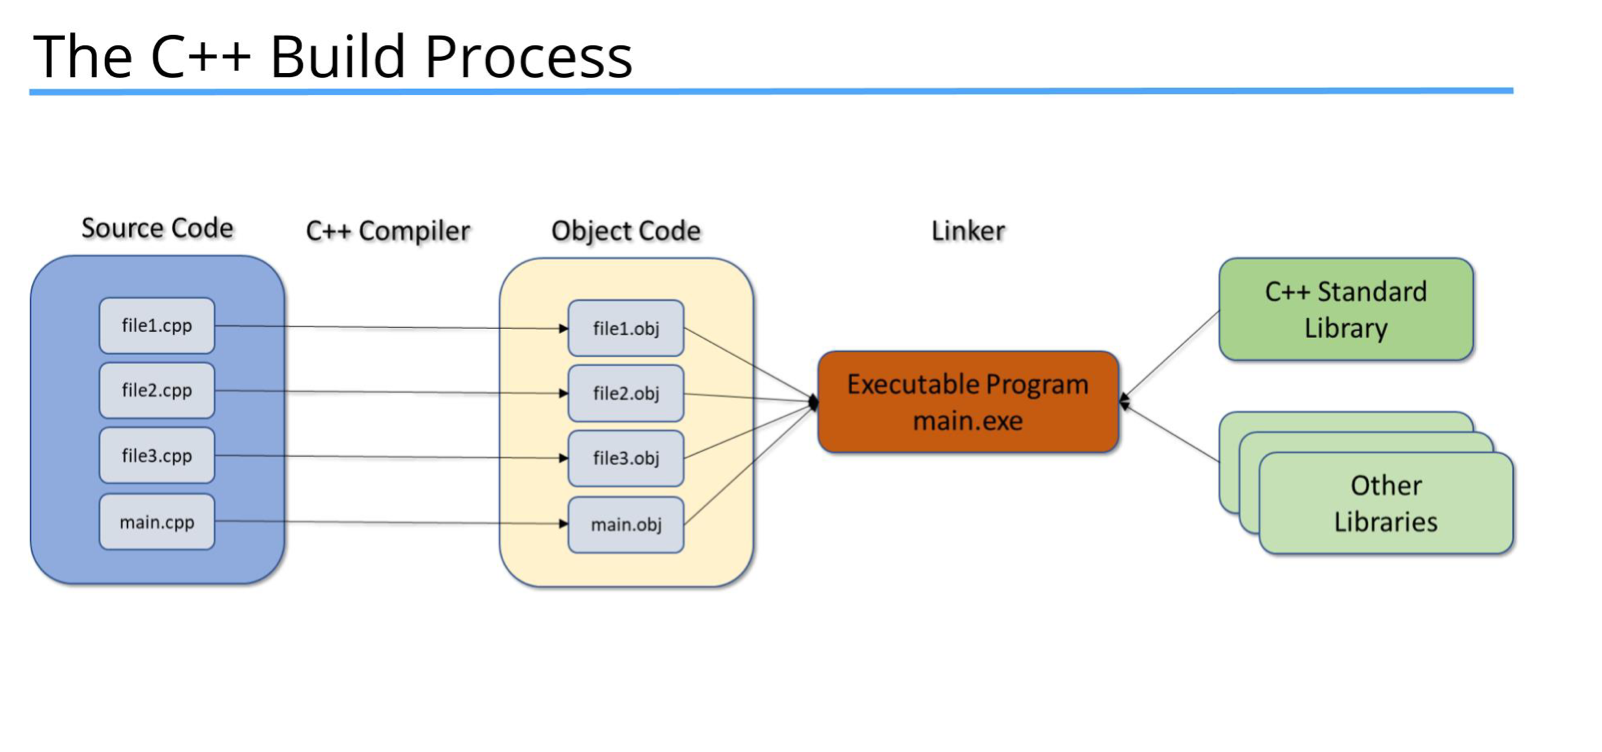 The C++ Build Process
Source Code
C++ Compiler
Object Code
Linker
file1.cpp
file2.cpp
file3.cpp
main.cpp
file1.obj
file2.obj
file3.obj
main.obj
Executable Program
main.exe
C++ Standard
Library
Other
Libraries